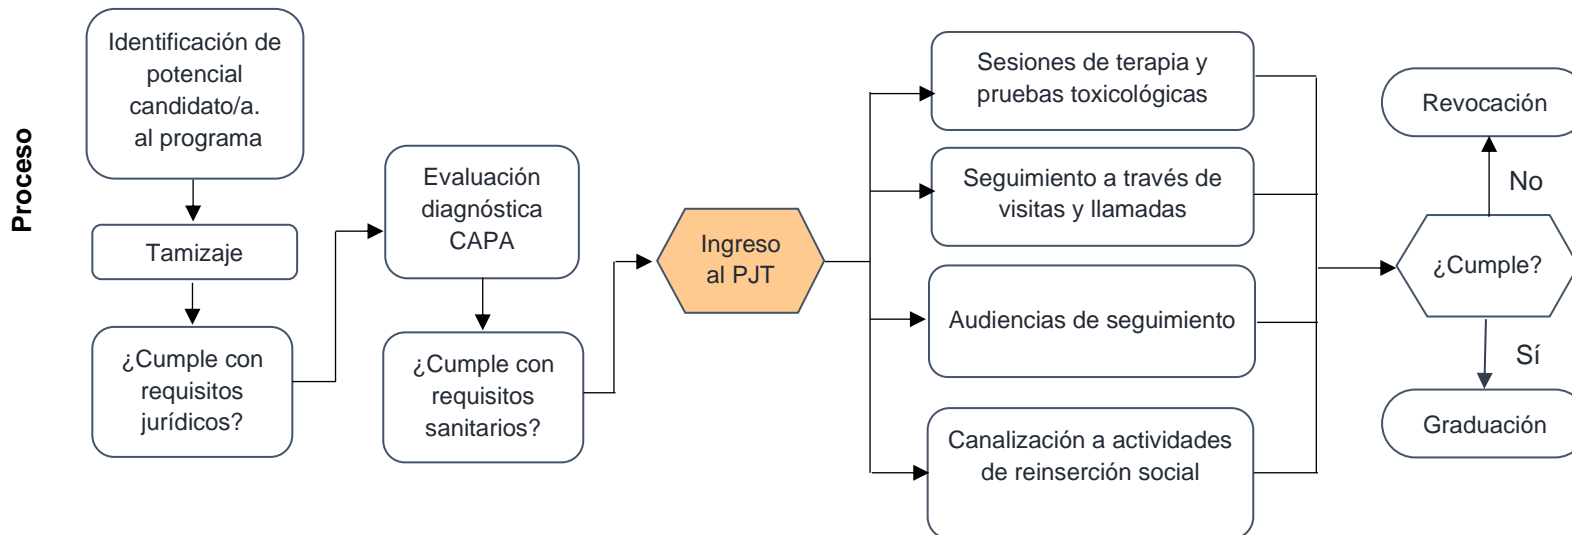 Proceso
Identificación de
potencial
candidato/a.
al programa
Tamizaje
¿Cumple con
requisitos
jurídicos?
Evaluación
diagnóstica
CAPA
¿Cumple con
requisitos
sanitarios?
Ingreso
al PJT
Sesiones de terapia y
pruebas toxicológicas
Seguimiento a través de
visitas y llamadas
Audiencias de seguimiento
Canalización a actividades
de reinserción social
¿Cumple?
No
Revocación
Sí
Graduación